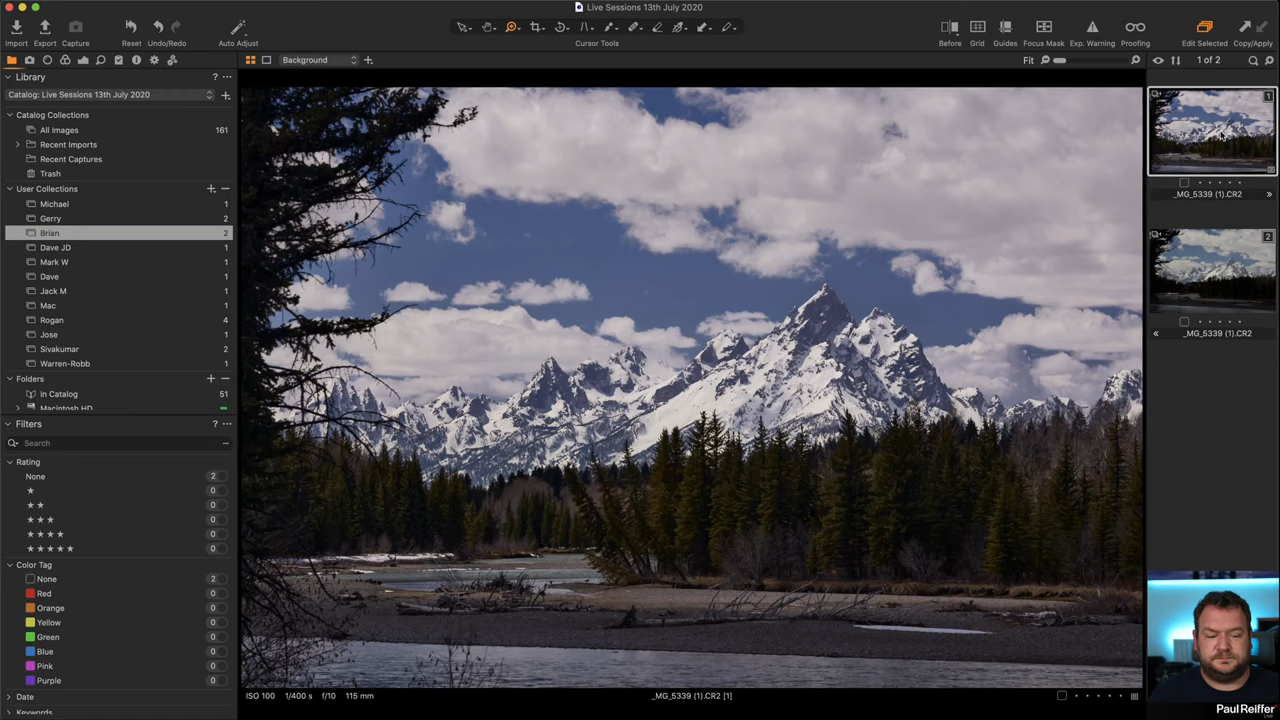 Live Sessions 13th July 2020
Import Export Capture Reset Undo/Redo Auto Adjust Cursor Tools Before Grid Guides Focus Mask Exp. Warning Proofing Edit Selected Copy/Apply
Background
Fit
1 of 2
Library
? ...
Catalog: Live Sessions 13th July 2020
Catalog Collections
All Images 161
Recent Imports
Recent Captures
Trash
User Collections
Michael 1
Gerry 2
Brian 2
Dave JD 1
Mark W 1
Dave 1
Jack M 1
Mac 1
Rogan 4
Jose 1
Sivakumar 2
Warren-Robb 1
Folders
In Catalog 51
Macintosh HD
Filters
? ...
Search
Rating
None 2
★ 0
★★ 0
★★★ 0
★★★★ 0
★★★★★ 0
Color Tag
None 2
Red 0
Orange 0
Yellow 0
Green 0
Blue 0
Pink 0
Purple 0
Date
Keywords
1
_MG_5339 (1).CR2 »
2
« _MG_5339 (1).CR2
ISO 100 1/400 s f/10 115 mm
_MG_5339 (1).CR2 [1]
Paul Reiffer
Live